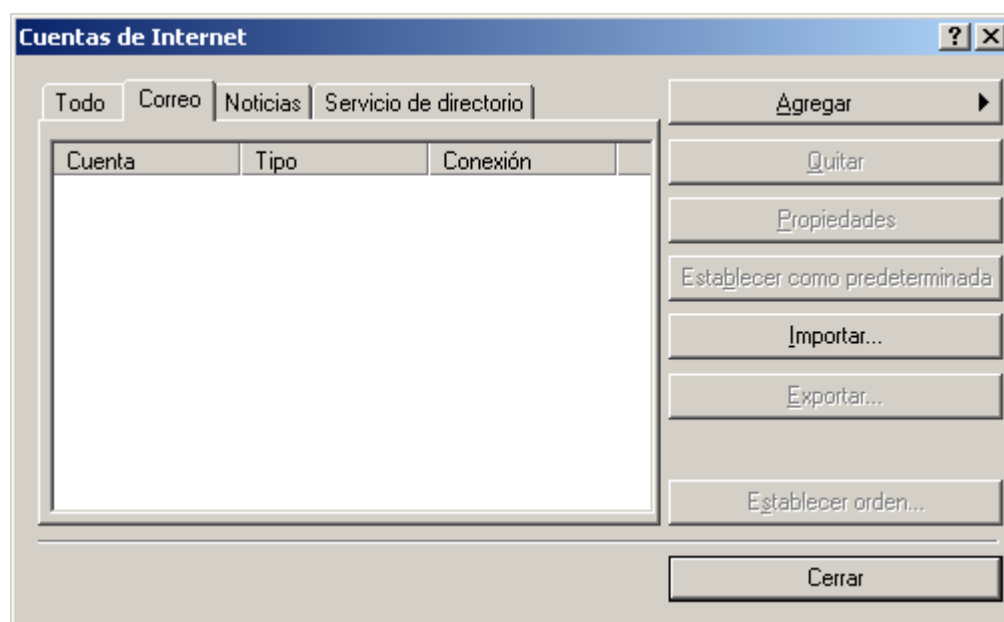 Cuentas de Internet
Todo Correo Noticias Servicio de directorio
Cuenta Tipo Conexión
Agregar
Quitar
Propiedades
Establecer como predeterminada
Importar...
Exportar...
Establecer orden...
Cerrar